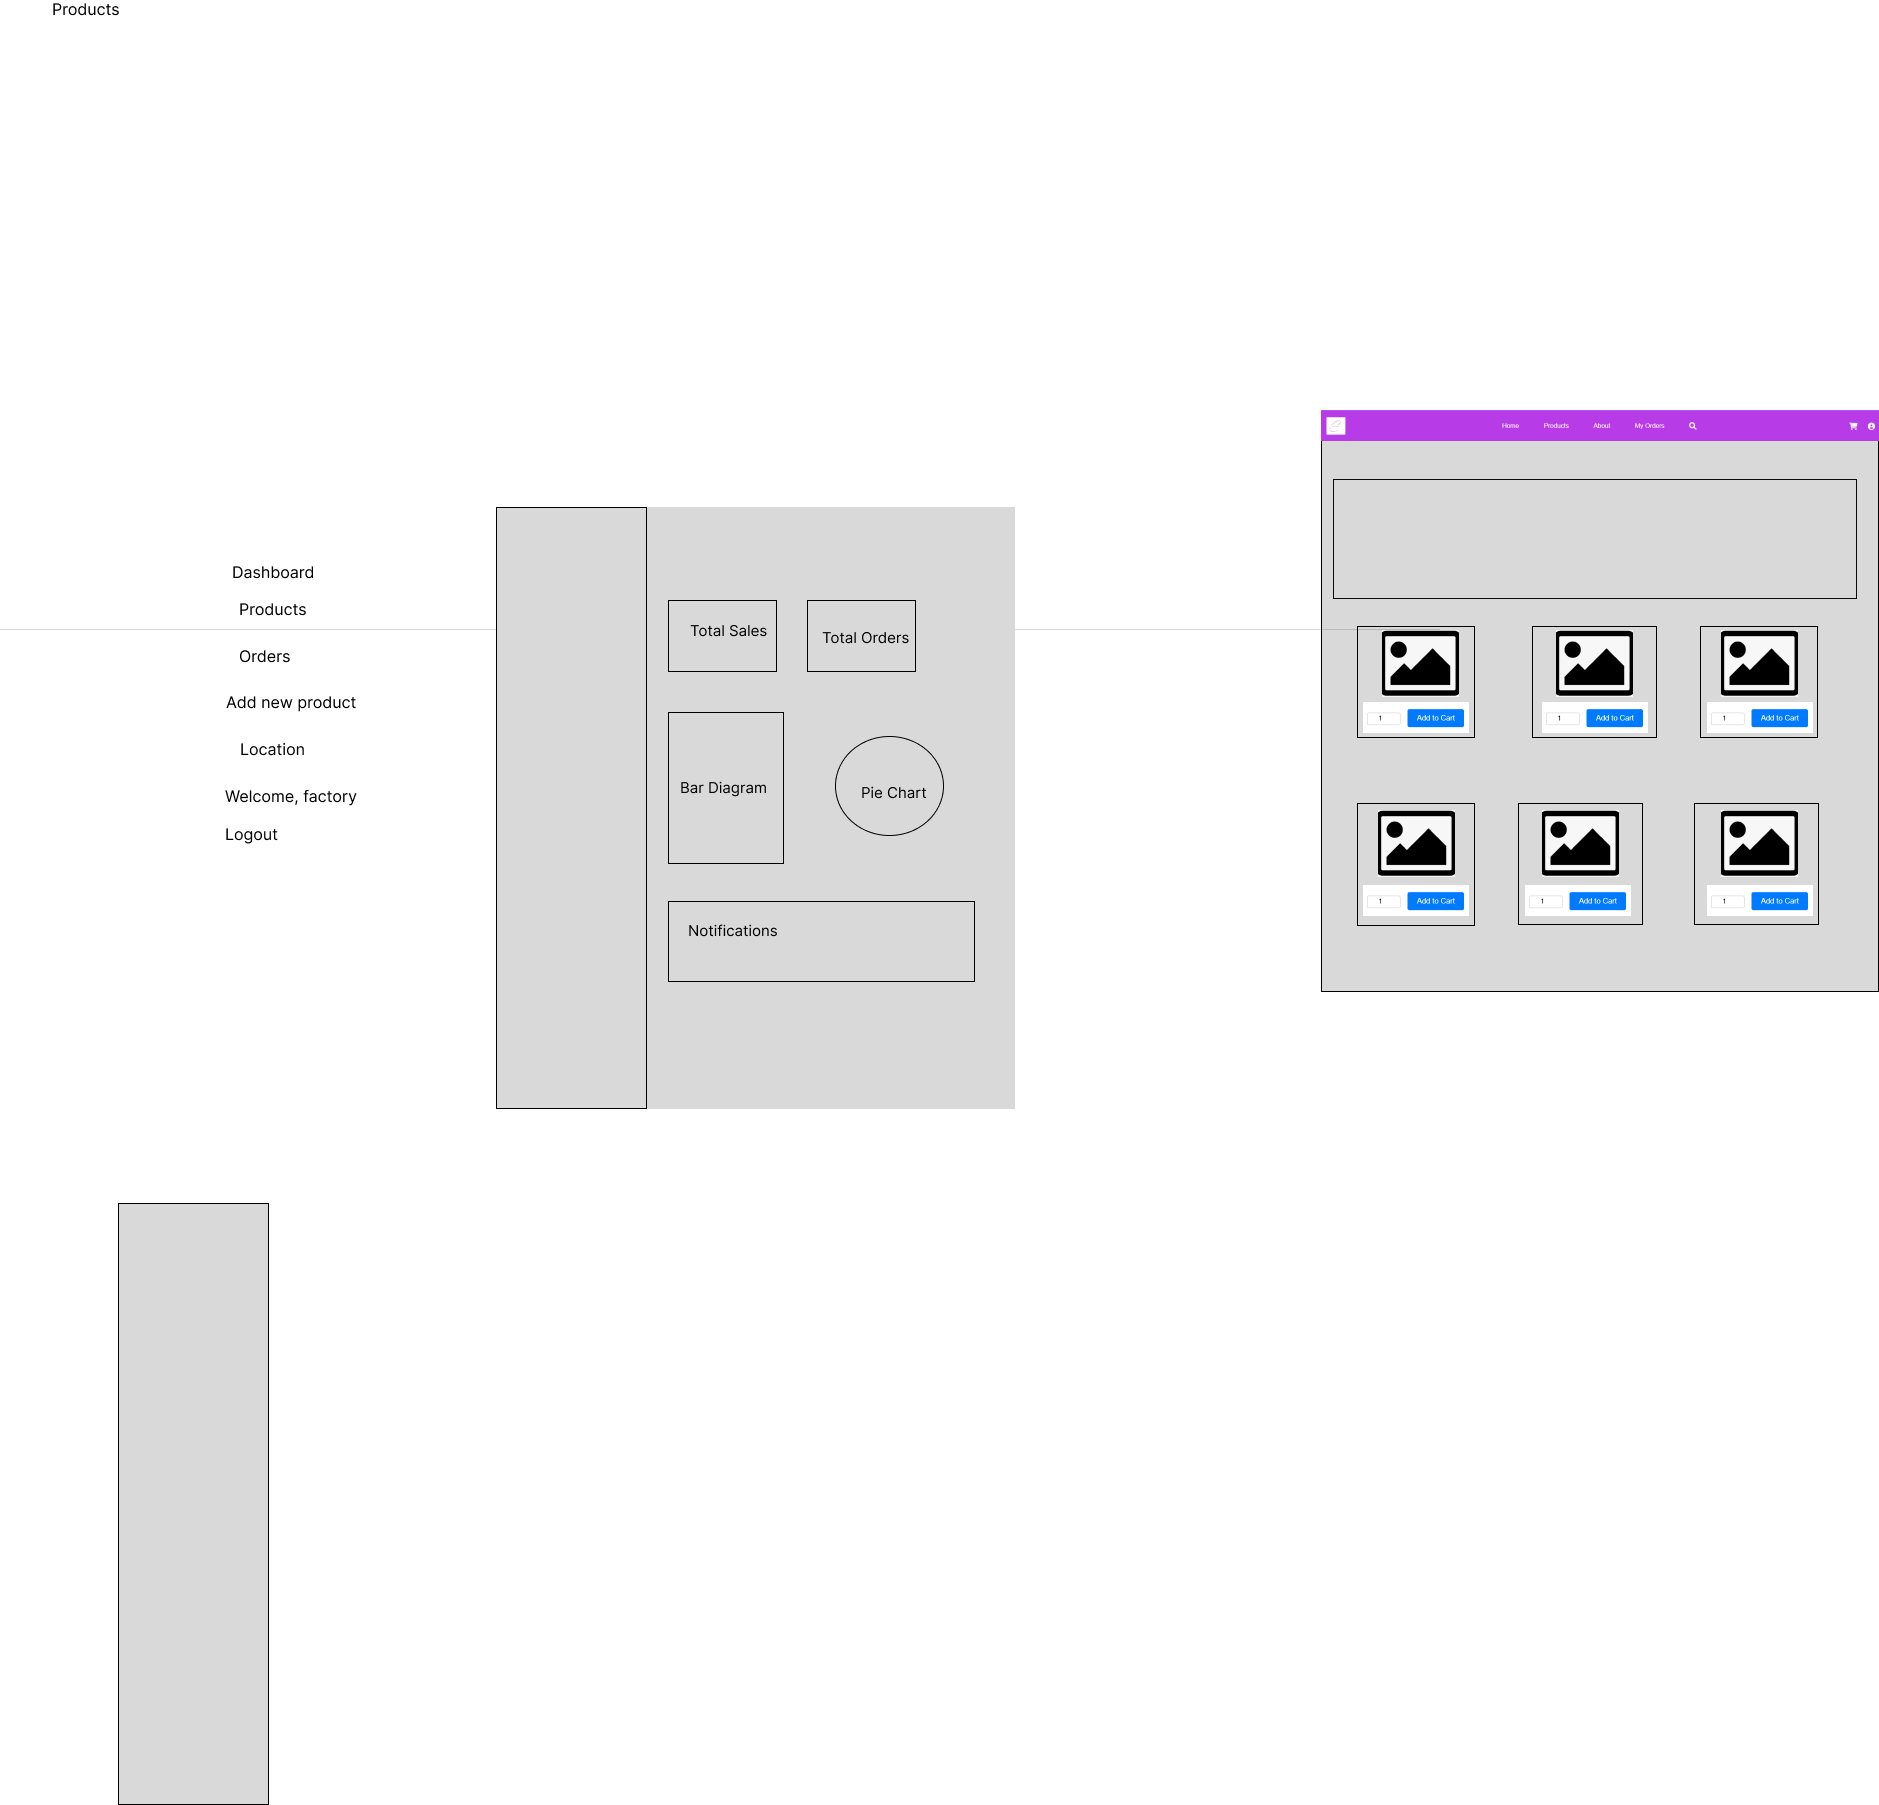 Products
Dashboard
Products
Orders
Add new product
Location
Welcome, factory
Logout
Total Sales
Total Orders
Bar Diagram
Pie Chart
Notifications
Home Products About My Orders
1 Add to Cart
1 Add to Cart
1 Add to Cart
1 Add to Cart
1 Add to Cart
1 Add to Cart